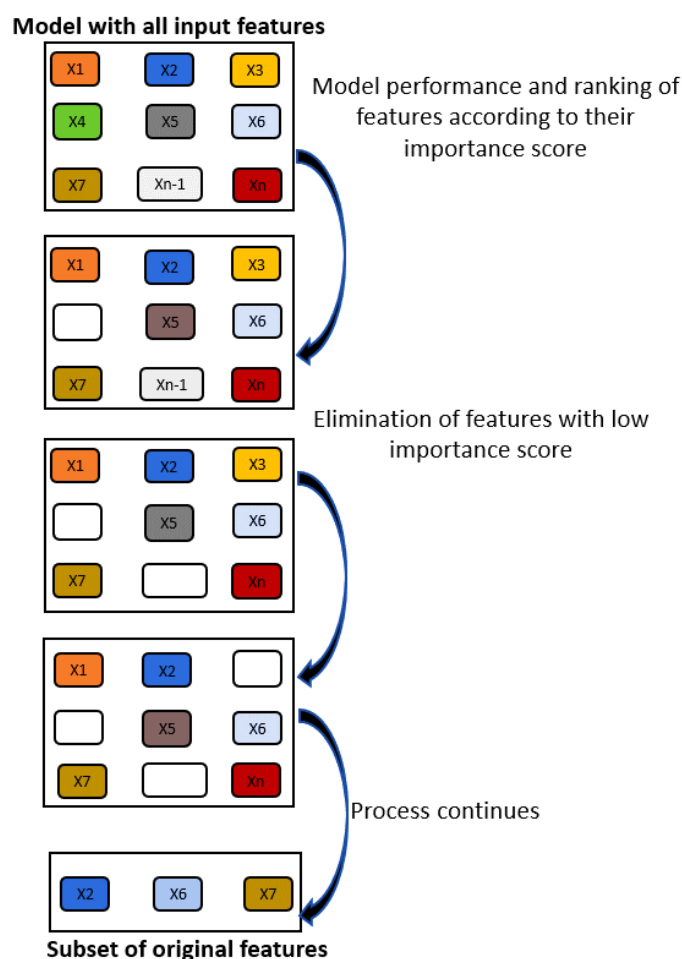 Model with all input features
X1 X2 X3
X4 X5 X6
X7 Xn-1 Xn
Model performance and ranking of
features according to their
importance score
X1 X2 X3
X5 X6
X7 Xn-1 Xn
Elimination of features with low
importance score
X1 X2 X3
X5 X6
X7 Xn
X1 X2
X5 X6
X7 Xn
Process continues
X2 X6 X7
Subset of original features